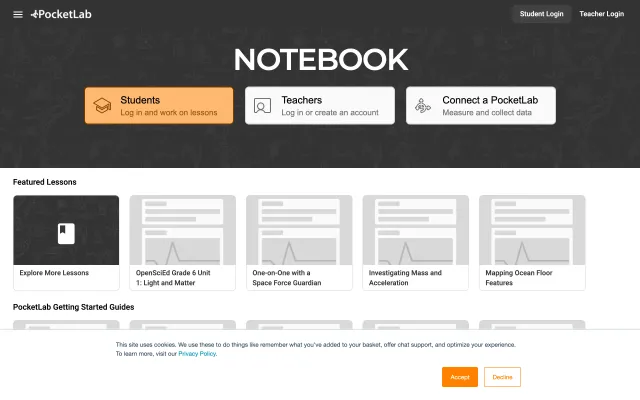 PocketLab
Student Login
Teacher Login
NOTEBOOK
Students
Log in and work on lessons
Teachers
Log in or create an account
Connect a PocketLab
Measure and collect data
Featured Lessons
Explore More Lessons
OpenSciEd Grade 6 Unit
1: Light and Matter
One-on-One with a
Space Force Guardian
Investigating Mass and
Acceleration
Mapping Ocean Floor
Features
PocketLab Getting Started Guides
This site uses cookies. We use these to do things like remember what you've added to your basket, offer chat support, and optimize your experience.
To learn more, visit our Privacy Policy.
Accept
Decline